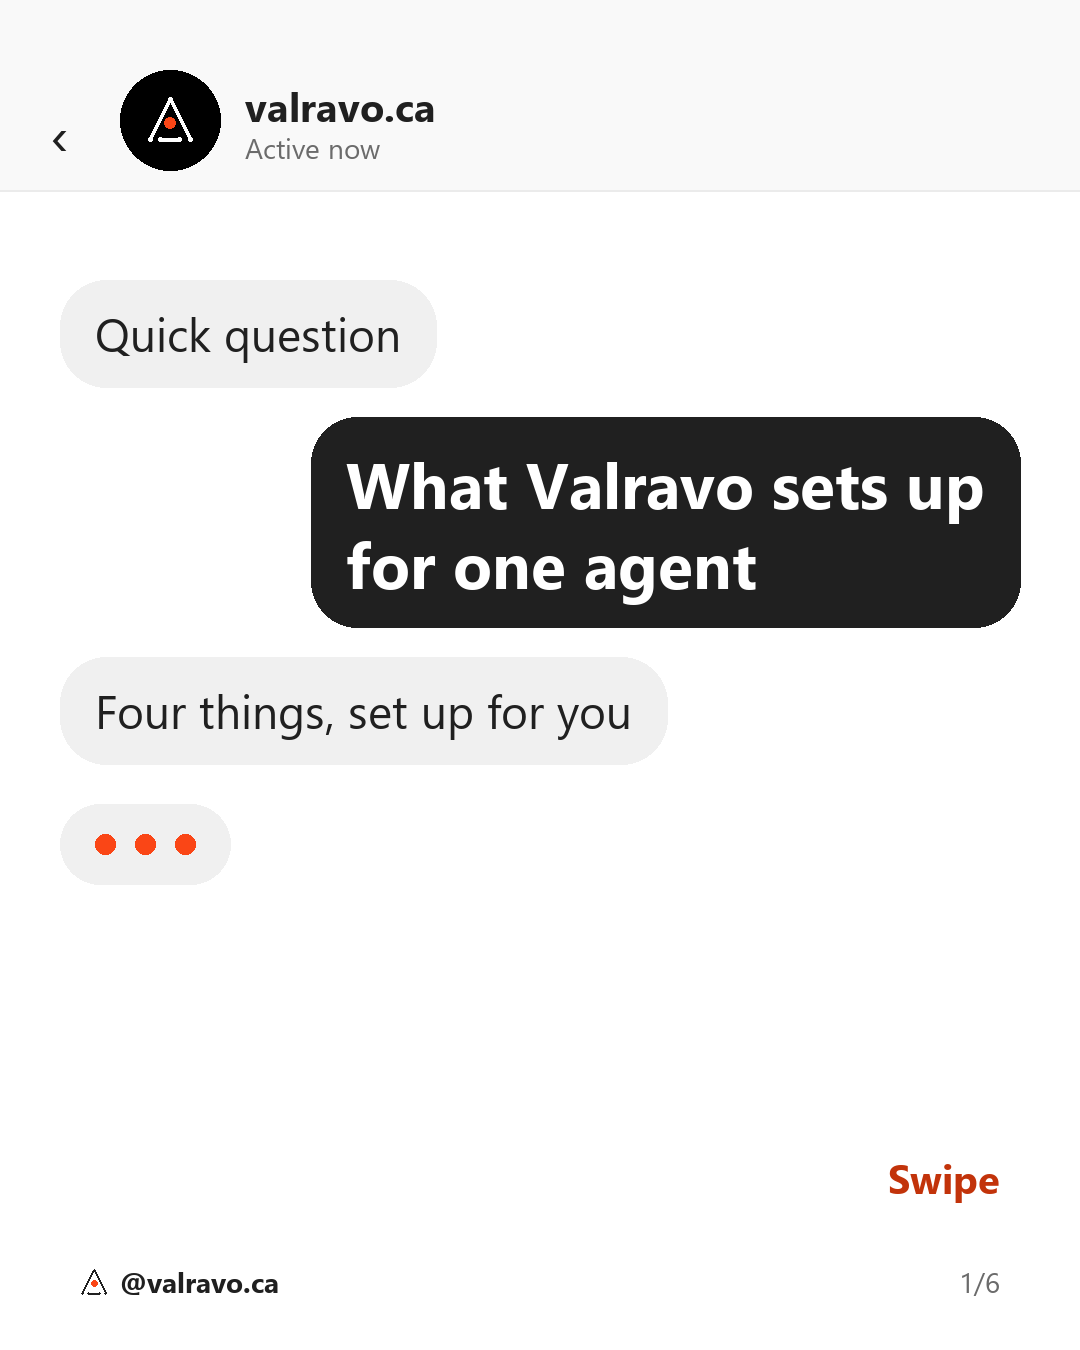 valravo.ca
Active now
Quick question
What Valravo sets up
for one agent
Four things, set up for you
Swipe
@valravo.ca
1/6